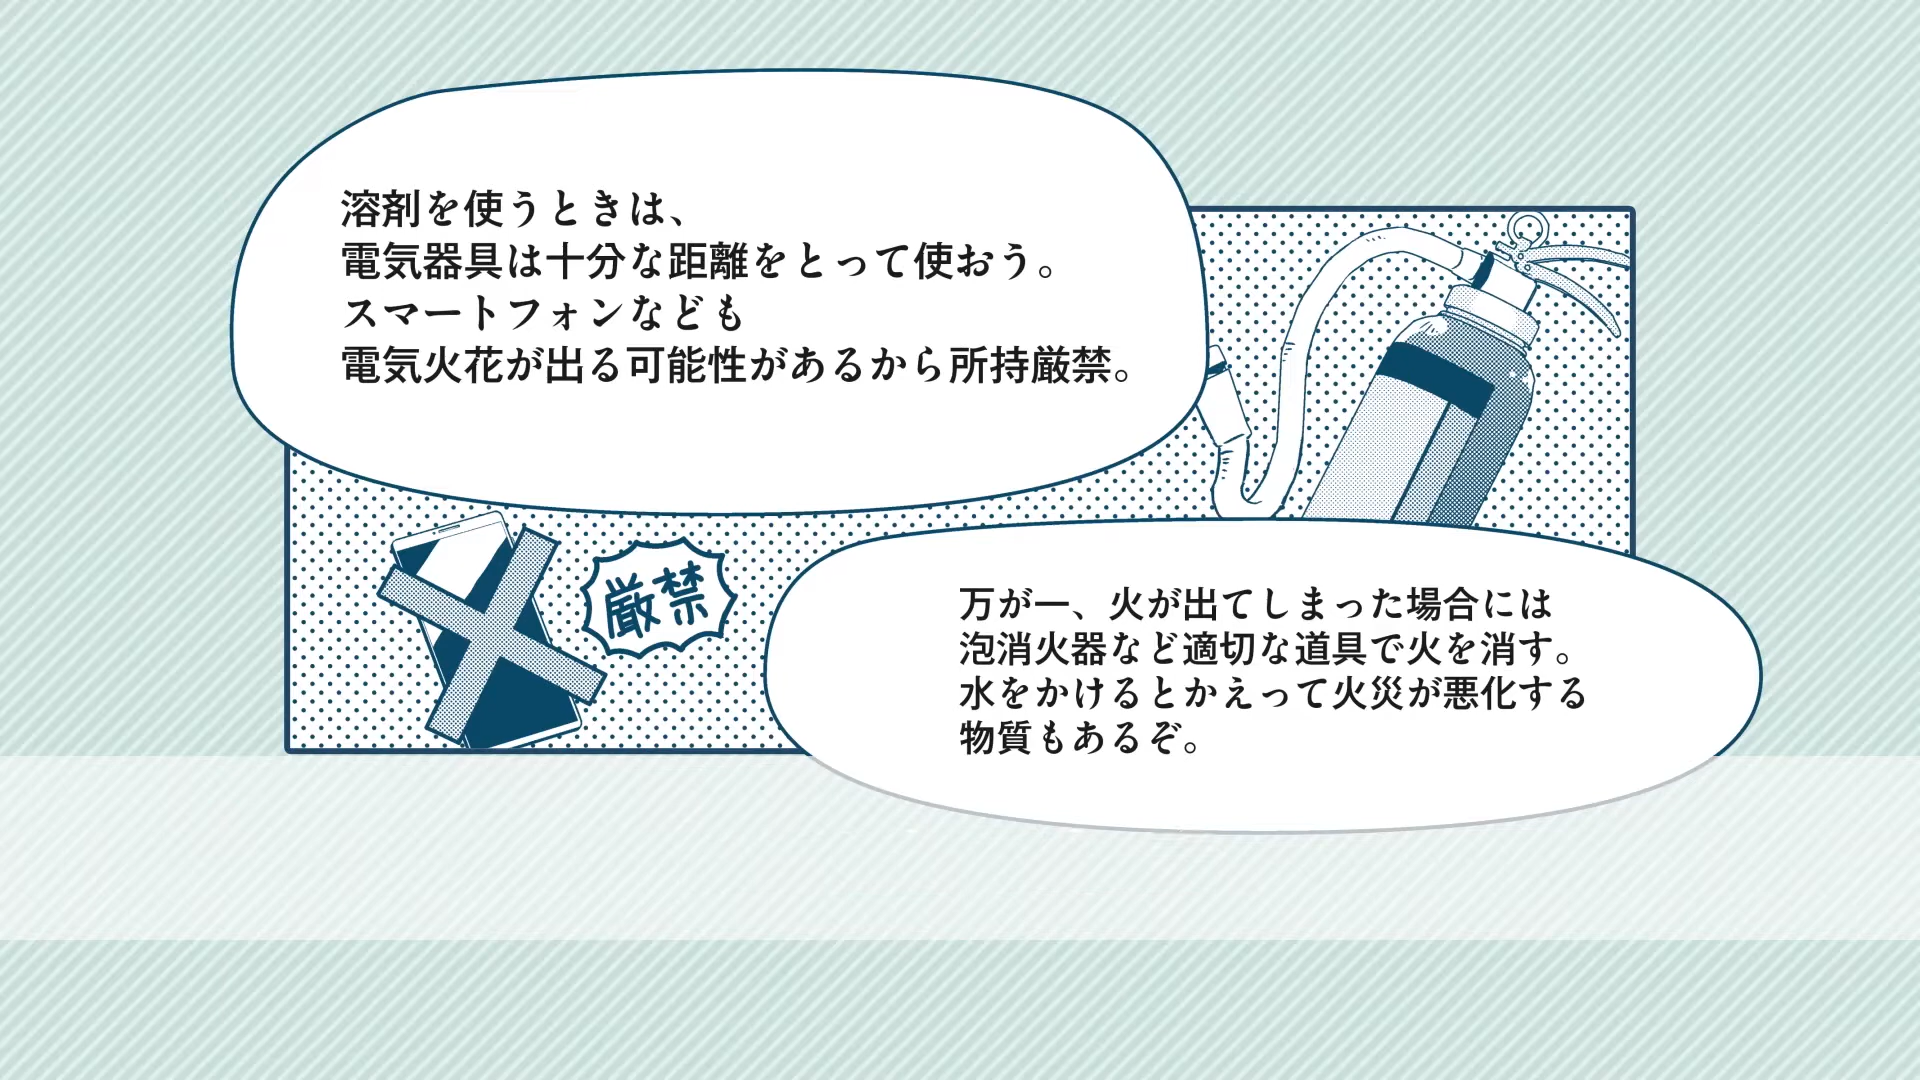 溶剤を使うときは、
電気器具は十分な距離をとって使おう。
スマートフォンなども
電気火花が出る可能性があるから所持厳禁。
厳禁
万が一、火が出てしまった場合には
泡消火器など適切な道具で火を消す。
水をかけるとかえって火災が悪化する
物質もあるぞ。